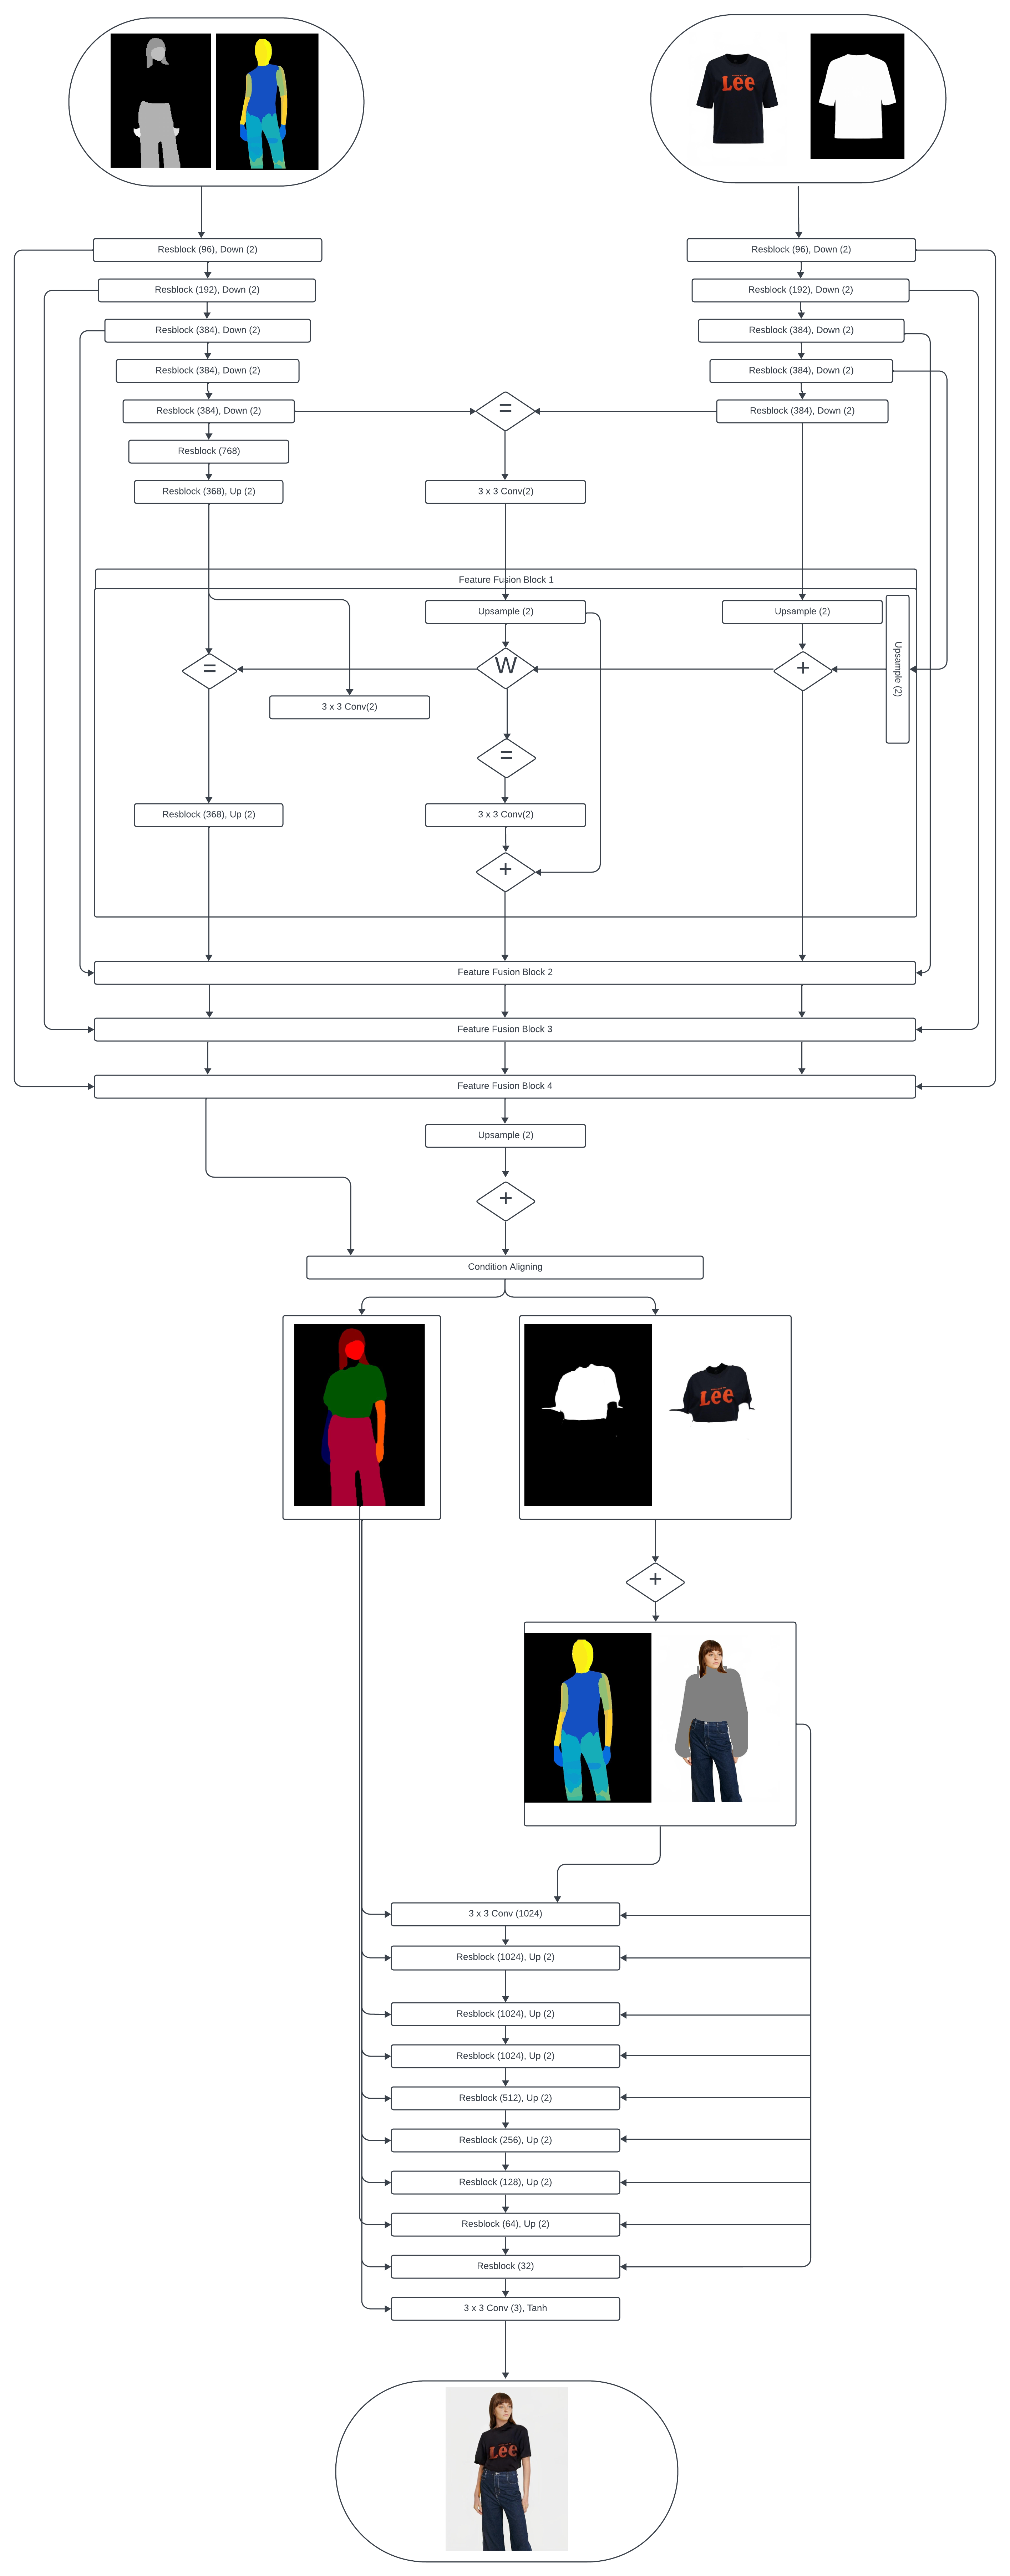 Lee
Resblock (96), Down (2)
Resblock (96), Down (2)
Resblock (192), Down (2)
Resblock (192), Down (2)
Resblock (384), Down (2)
Resblock (384), Down (2)
Resblock (384), Down (2)
Resblock (384), Down (2)
Resblock (384), Down (2)
=
Resblock (384), Down (2)
Resblock (768)
Resblock (368), Up (2)
3 x 3 Conv(2)
Feature Fusion Block 1
Upsample (2)
Upsample (2)
Upsample (2)
=
W
+
3 x 3 Conv(2)
=
Resblock (368), Up (2)
3 x 3 Conv(2)
+
Feature Fusion Block 2
Feature Fusion Block 3
Feature Fusion Block 4
Upsample (2)
+
Condition Aligning
Lee
+
3 x 3 Conv (1024)
Resblock (1024), Up (2)
Resblock (1024), Up (2)
Resblock (1024), Up (2)
Resblock (512), Up (2)
Resblock (256), Up (2)
Resblock (128), Up (2)
Resblock (64), Up (2)
Resblock (32)
3 x 3 Conv (3), Tanh
Lee